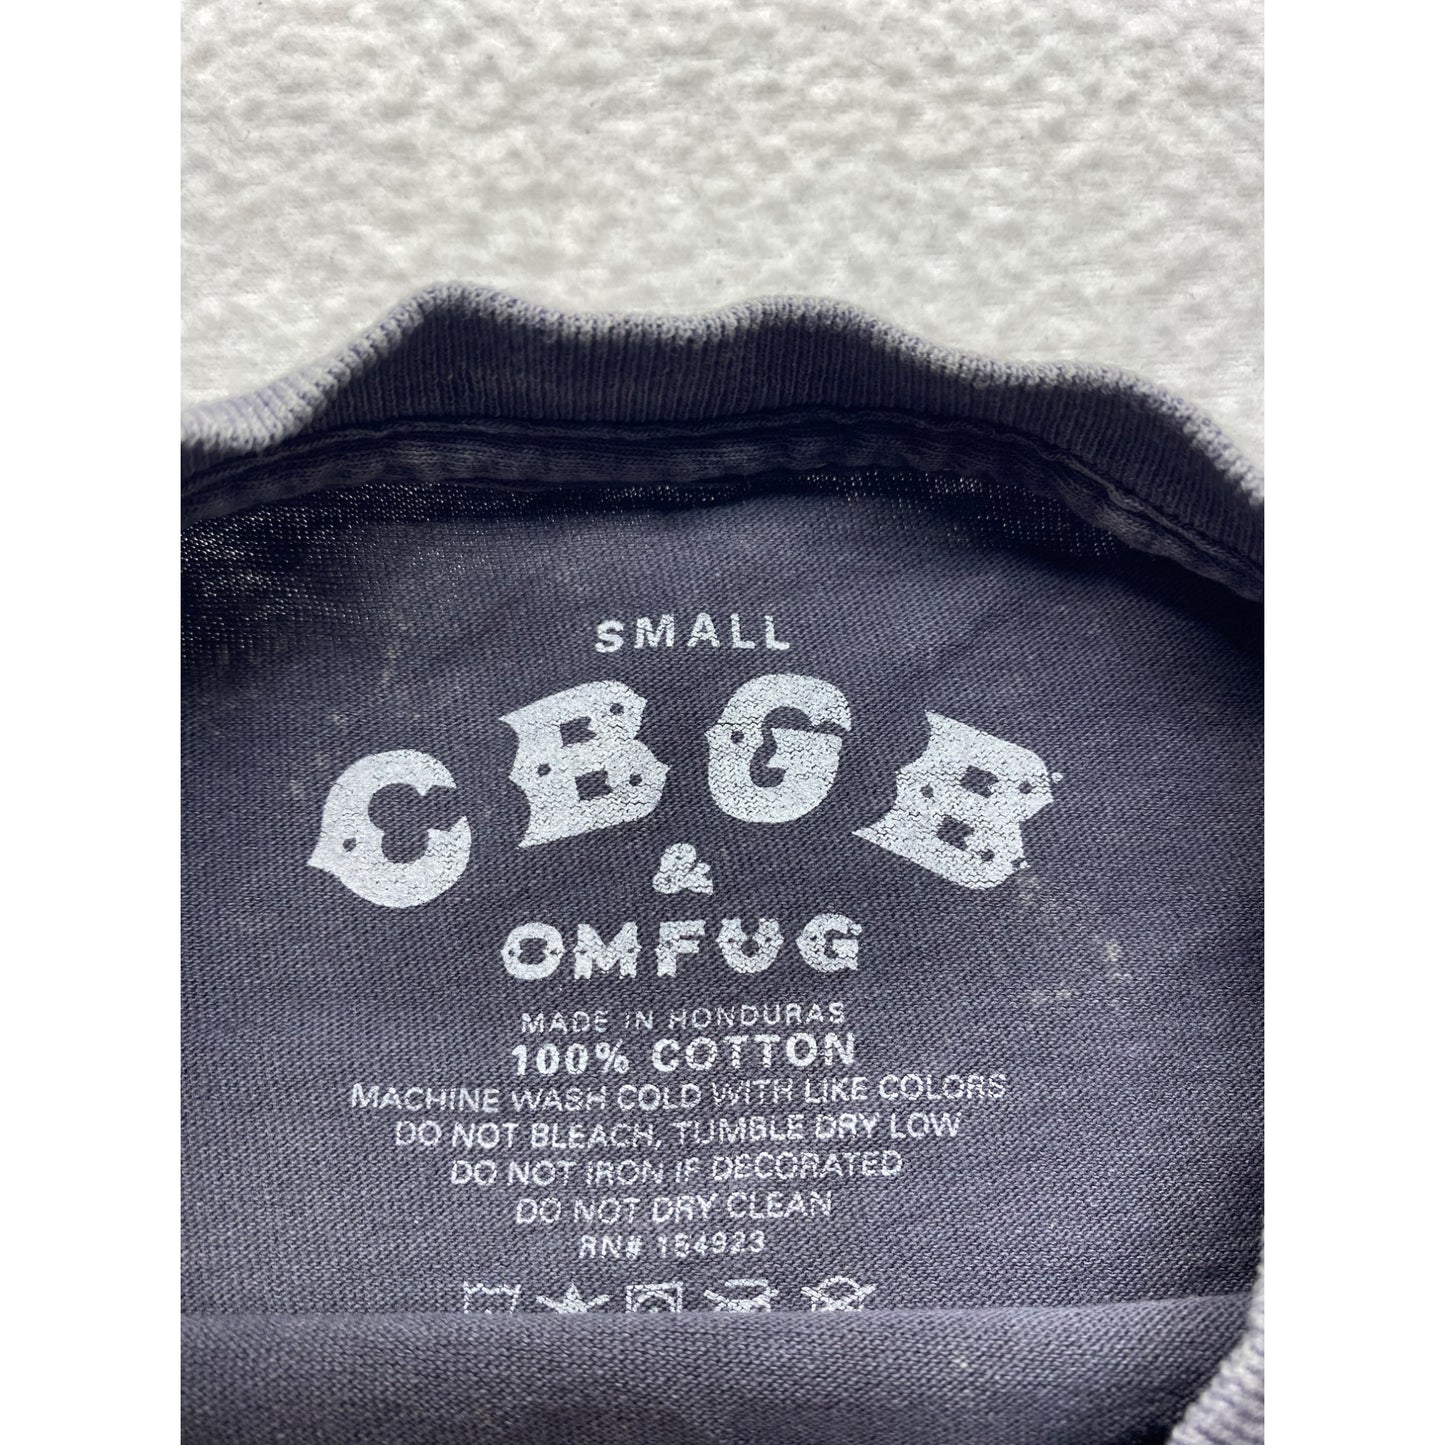 SMALL
CBGB
&
OMFUG
MADE IN HONDURAS
100% COTTON
MACHINE WASH COLD WITH LIKE COLORS
DO NOT BLEACH, TUMBLE DRY LOW
DO NOT IRON IF DECORATED
DO NOT DRY CLEAN
RN# 154923